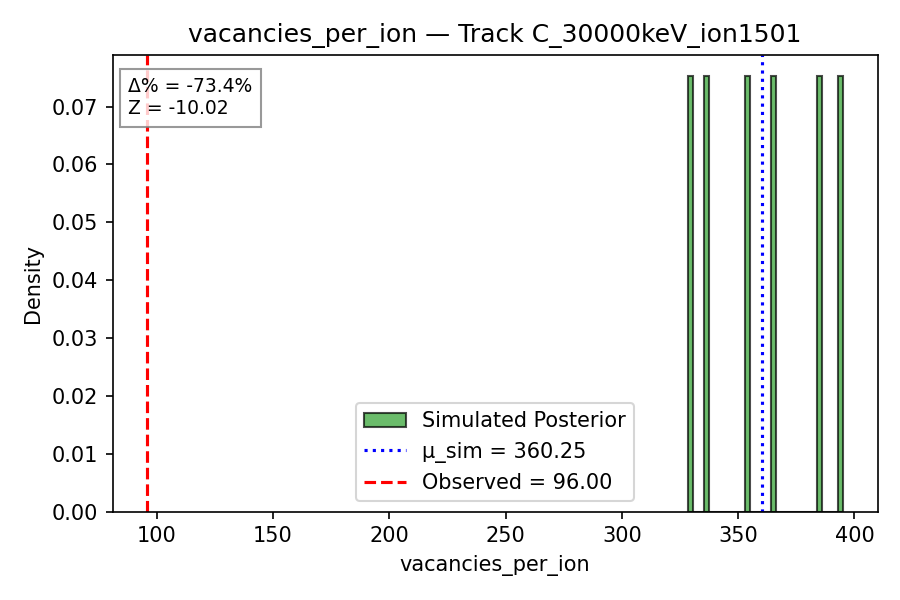 vacancies_per_ion — Track C_30000keV_ion1501
Δ% = -73.4%
Z = -10.02
Density
0.07
0.06
0.05
0.04
0.03
0.02
0.01
0.00
Simulated Posterior
μ_sim = 360.25
Observed = 96.00
100
150
200
250
300
350
400
vacancies_per_ion